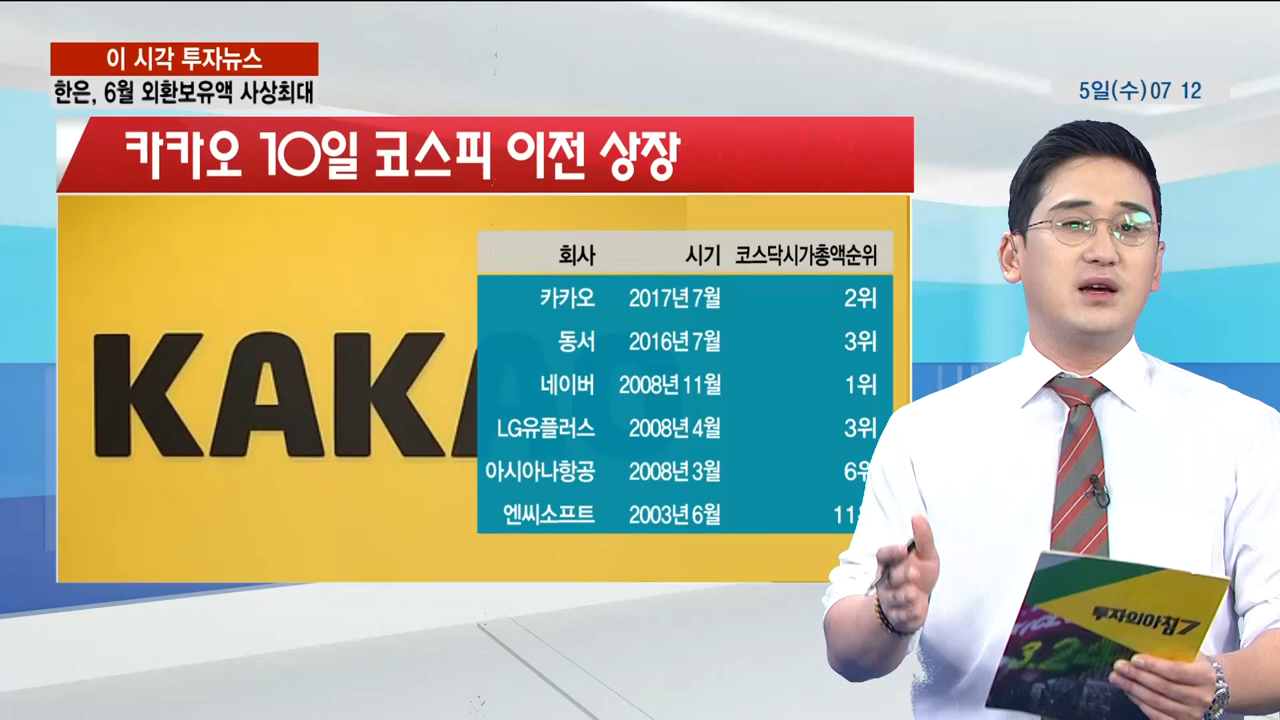 이 시각 투자뉴스
한은, 6월 외환보유액 사상최대
5일(수) 07 12
카카오 10일 코스피 이전 상장
KAKA
회사 시기 코스닥시가총액순위
카카오 2017년 7월 2위
동서 2016년 7월 3위
네이버 2008년 11월 1위
LG유플러스 2008년 4월 3위
아시아나항공 2008년 3월 6위
엔씨소프트 2003년 6월 11위
투자의아침7
3.24